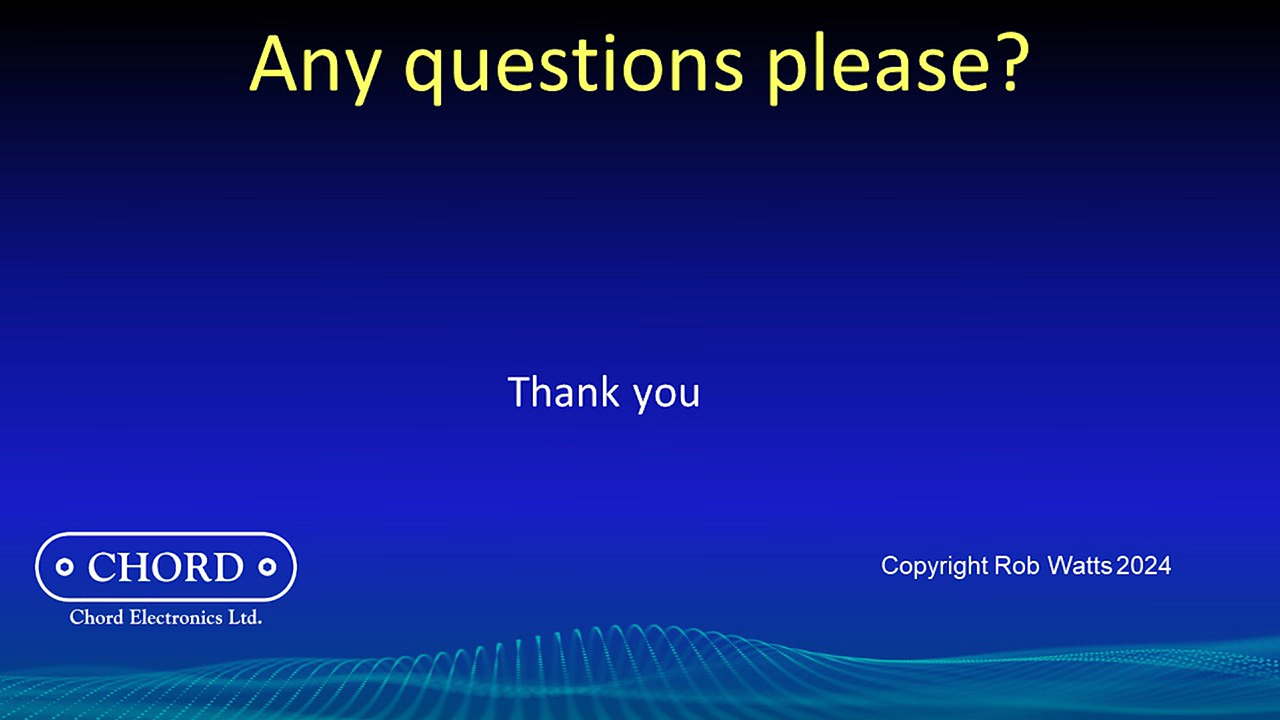 Any questions please?
Thank you
CHORD
Chord Electronics Ltd.
Copyright Rob Watts 2024